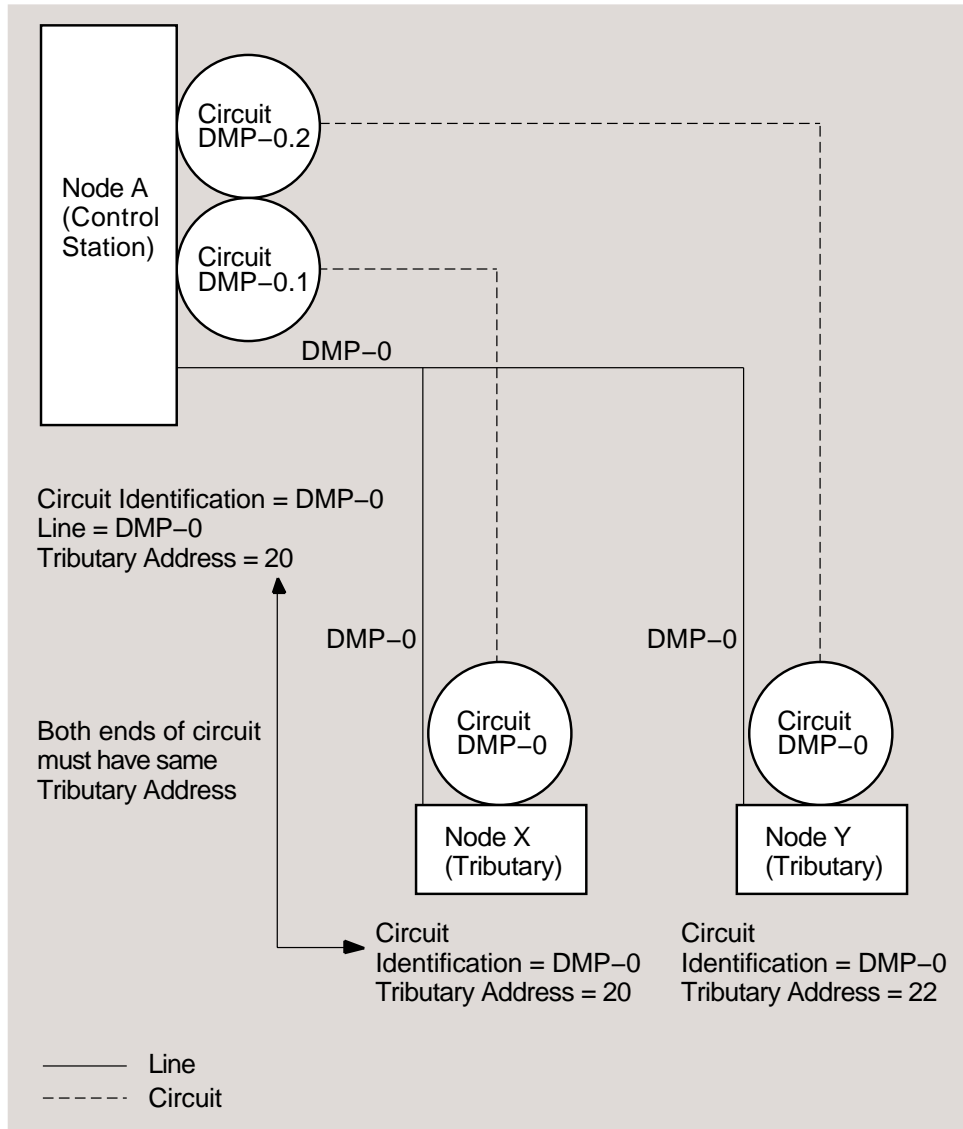 Circuit
DMP–0.2
Node A
(Control
Station)
Circuit
DMP–0.1
DMP–0
Circuit Identification = DMP–0
Line = DMP–0
Tributary Address = 20
DMP–0
DMP–0
Both ends of circuit
must have same
Tributary Address
Circuit
DMP–0
Circuit
DMP–0
Node X
(Tributary)
Node Y
(Tributary)
Circuit
Identification = DMP–0
Tributary Address = 20
Circuit
Identification = DMP–0
Tributary Address = 22
Line
Circuit